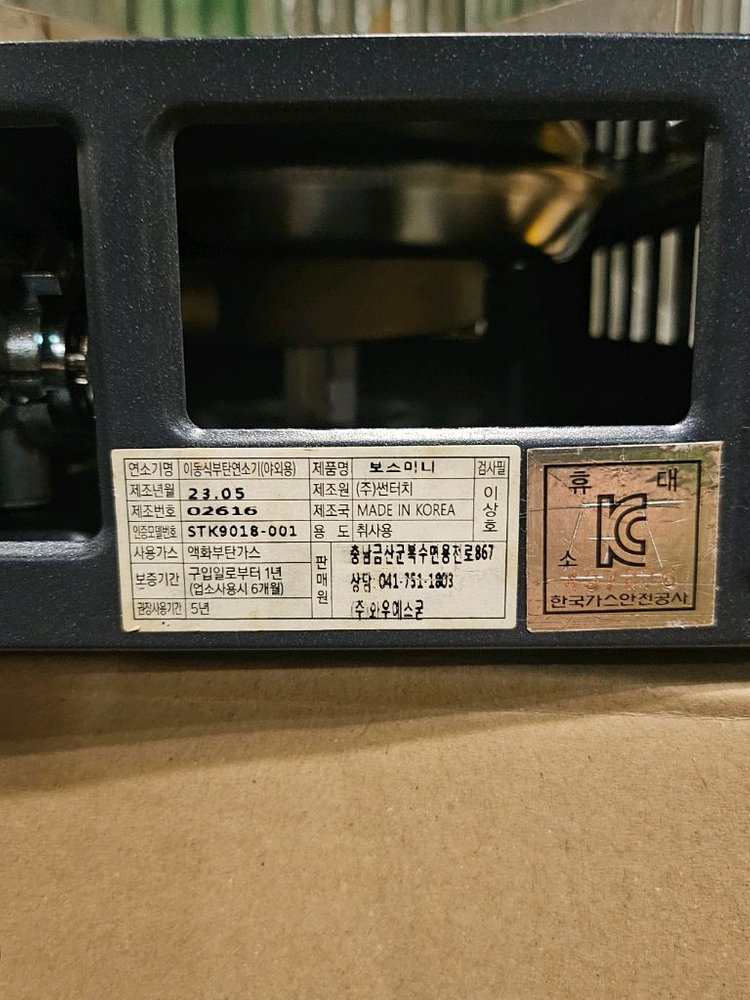 연소기명 이동식부탄연소기(야외용) 제품명 보스미니 검사필
제조년월 23.05 제조원 (주)썬터치 이상호
제조번호 02616 제조국 MADE IN KOREA
인증모델번호 STK9018-001 용 도 취사용
사용가스 액화부탄가스 판매원 충남금산군복수면용진로867
보증기간 구입일로부터 1년 상담: 041-751-1803
(업소사용시 6개월)
권장사용기간 5년 (주)와우에스군
휴 대
KC
소
한국가스안전공사